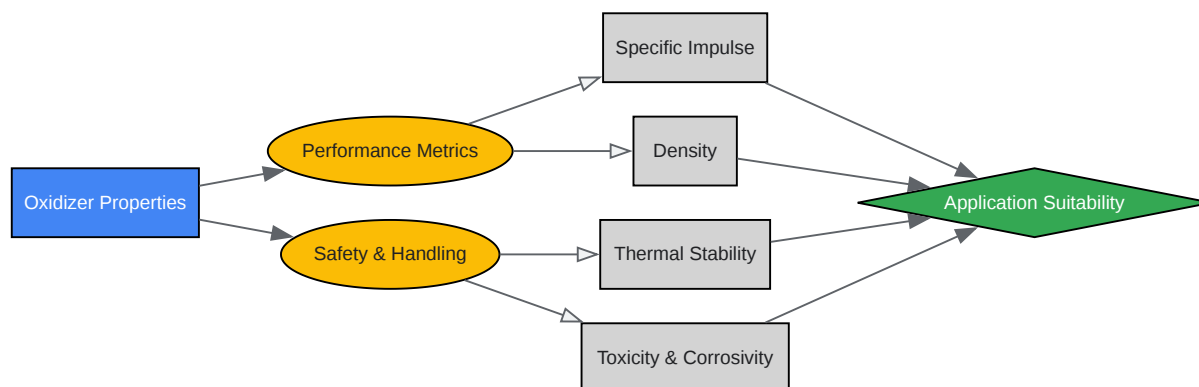 Specific Impulse
Performance Metrics
Density
Oxidizer Properties
Application Suitability
Safety & Handling
Thermal Stability
Toxicity & Corrosivity